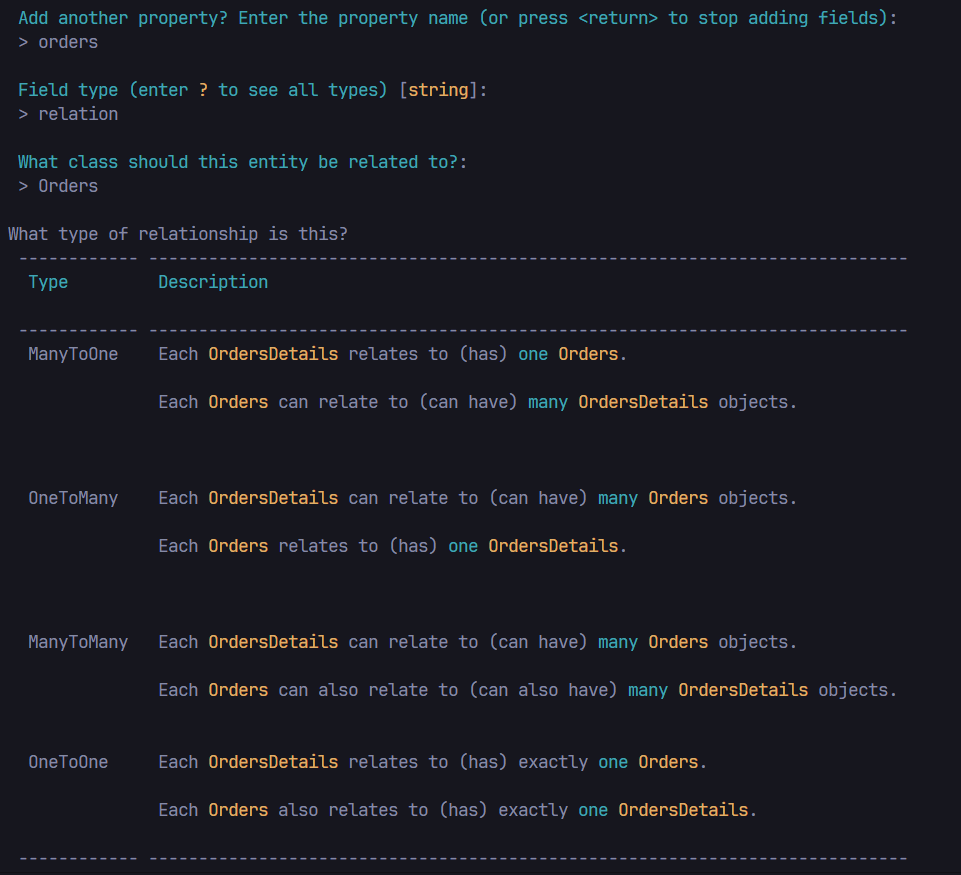 Add another property? Enter the property name (or press <return> to stop adding fields):
> orders
Field type (enter ? to see all types) [string]:
> relation
What class should this entity be related to?:
> Orders
What type of relationship is this?
------------ ----------------------------------------------------------------------------
Type Description
------------ ----------------------------------------------------------------------------
ManyToOne Each OrdersDetails relates to (has) one Orders.
Each Orders can relate to (can have) many OrdersDetails objects.
OneToMany Each OrdersDetails can relate to (can have) many Orders objects.
Each Orders relates to (has) one OrdersDetails.
ManyToMany Each OrdersDetails can relate to (can have) many Orders objects.
Each Orders can also relate to (can also have) many OrdersDetails objects.
OneToOne Each OrdersDetails relates to (has) exactly one Orders.
Each Orders also relates to (has) exactly one OrdersDetails.
------------ ----------------------------------------------------------------------------